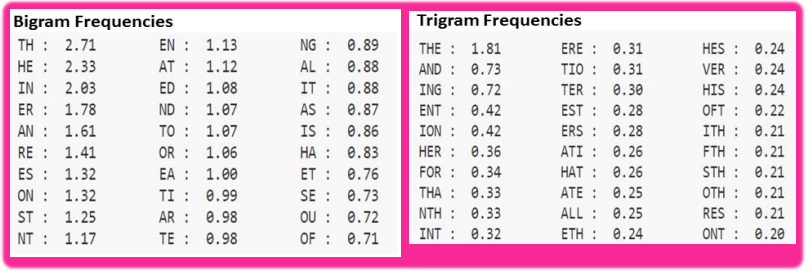 Bigram Frequencies
TH : 2.71 EN : 1.13 NG : 0.89
HE : 2.33 AT : 1.12 AL : 0.88
IN : 2.03 ED : 1.08 IT : 0.88
ER : 1.78 ND : 1.07 AS : 0.87
AN : 1.61 TO : 1.07 IS : 0.86
RE : 1.41 OR : 1.06 HA : 0.83
ES : 1.32 EA : 1.00 ET : 0.76
ON : 1.32 TI : 0.99 SE : 0.73
ST : 1.25 AR : 0.98 OU : 0.72
NT : 1.17 TE : 0.98 OF : 0.71
Trigram Frequencies
THE : 1.81 ERE : 0.31 HES : 0.24
AND : 0.73 TIO : 0.31 VER : 0.24
ING : 0.72 TER : 0.30 HIS : 0.24
ENT : 0.42 EST : 0.28 OFT : 0.22
ION : 0.42 ERS : 0.28 ITH : 0.21
HER : 0.36 ATI : 0.26 FTH : 0.21
FOR : 0.34 HAT : 0.26 STH : 0.21
THA : 0.33 ATE : 0.25 OTH : 0.21
NTH : 0.33 ALL : 0.25 RES : 0.21
INT : 0.32 ETH : 0.24 ONT : 0.20